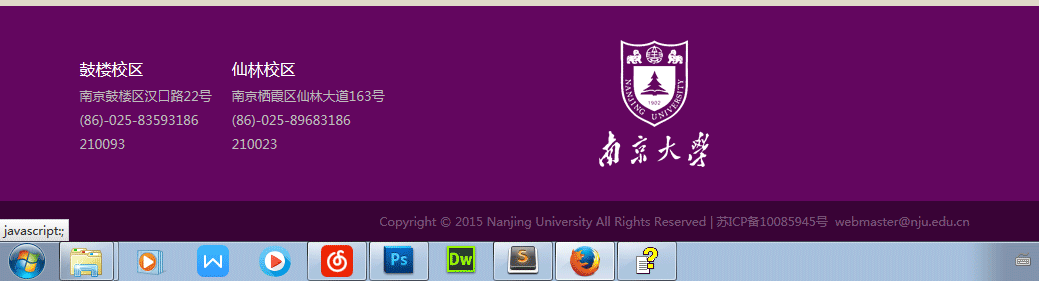 鼓楼校区
南京鼓楼区汉口路22号
(86)-025-83593186
210093
仙林校区
南京栖霞区仙林大道163号
(86)-025-89683186
210023
NANJING UNIVERSITY
1902
南京大學
Copyright © 2015 Nanjing University All Rights Reserved | 苏ICP备10085945号 webmaster@nju.edu.cn
javascript:;
W
Ps
Dw
S
?